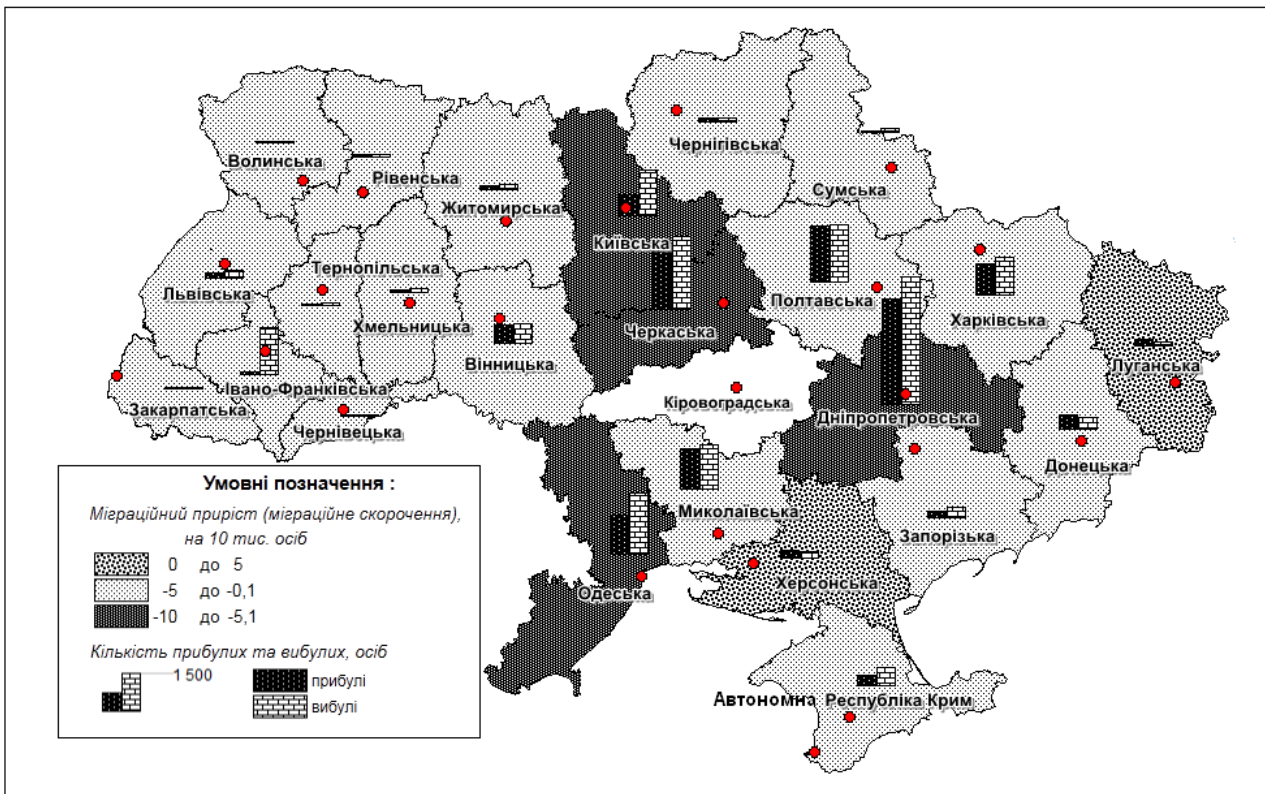 Чернігівська
Волинська
Рівенська
Сумська
Житомирська
Київська
Тернопільська
Львівська
Полтавська
Харківська
Хмельницька
Черкаська
Вінницька
Луганська
Івано-Франківська
Закарпатська
Кіровоградська
Дніпропетровська
Чернівецька
Донецька
Миколаївська
Запорізька
Херсонська
Одеська
Автономна Республіка Крим
Умовні позначення :
Міграційний приріст (міграційне скорочення),
на 10 тис. осіб
0 до 5
-5 до -0,1
-10 до -5,1
Кількість прибулих та вибулих, осіб
1 500
прибулі
вибулі